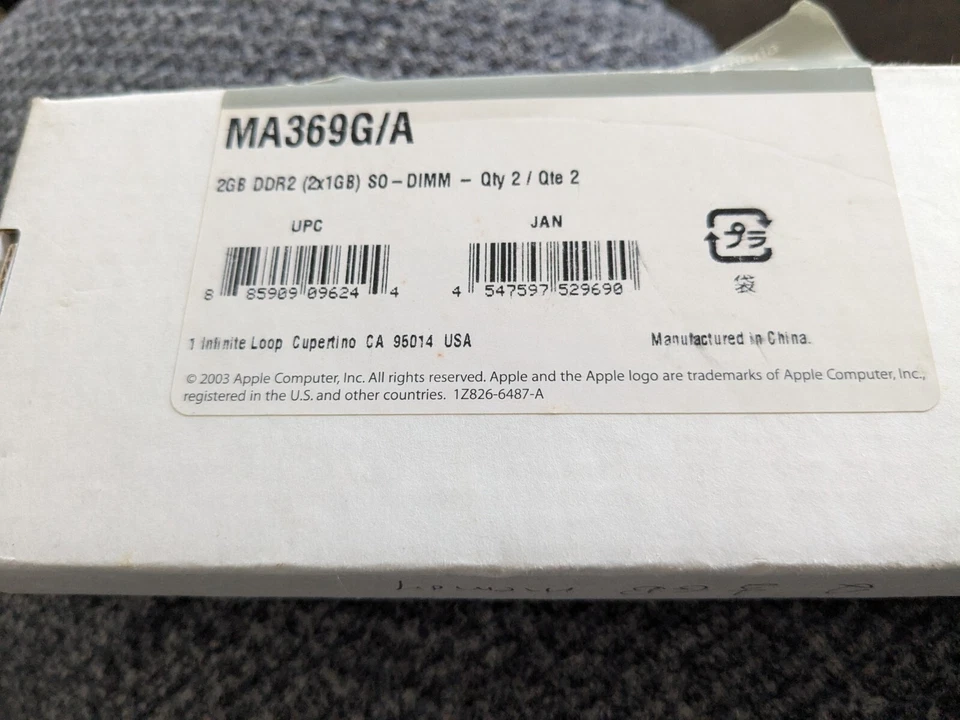 MA369G/A
2GB DDR2 (2x1GB) SO-DIMM - Qty 2 / Qte 2
UPC
8 85909 09624 4
JAN
4 547597 529690
プラ
袋
1 Infinite Loop Cupertino CA 95014 USA
Manufactured in China.
© 2003 Apple Computer, Inc. All rights reserved. Apple and the Apple logo are trademarks of Apple Computer, Inc.,
registered in the U.S. and other countries. 1Z826-6487-A